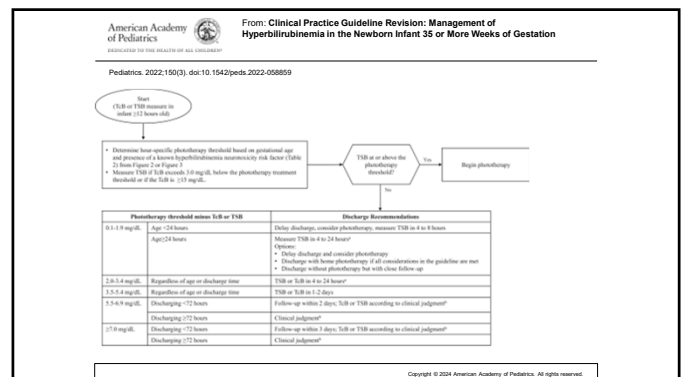 American Academy
of Pediatrics
DEDICATED TO THE HEALTH OF ALL CHILDREN®
From: Clinical Practice Guideline Revision: Management of
Hyperbilirubinemia in the Newborn Infant 35 or More Weeks of Gestation
Pediatrics. 2022;150(3). doi:10.1542/peds.2022-058859
Start
(TcB or TSB measure in
infant ≥12 hours old)
• Determine hour-specific phototherapy threshold based on gestational age
and presence of a known hyperbilirubinemia neurotoxicity risk factor (Table
2) from Figure 2 or Figure 3
• Measure TSB if TcB exceeds 3.0 mg/dL below the phototherapy treatment
threshold or if the TcB is ≥15 mg/dL.
TSB at or above the
phototherapy
threshold?
Yes
Begin phototherapy
No
Phototherapy threshold minus TcB or TSB
Discharge Recommendations
0.1-1.9 mg/dL
Age <24 hours
Delay discharge, consider phototherapy, measure TSB in 4 to 8 hours
Age≥24 hours
Measure TSB in 4 to 24 hoursᵃ
Options:
• Delay discharge and consider phototherapy
• Discharge with home phototherapy if all considerations in the guideline are met
• Discharge without phototherapy but with close follow-up
2.0-3.4 mg/dL
Regardless of age or discharge time
TSB or TcB in 4 to 24 hoursᵃ
3.5-5.4 mg/dL
Regardless of age or discharge time
TSB or TcB in 1-2 days
5.5-6.9 mg/dL
Discharging <72 hours
Follow-up within 2 days; TcB or TSB according to clinical judgmentᵇ
Discharging ≥72 hours
Clinical judgmentᵇ
≥7.0 mg/dL
Discharging <72 hours
Follow-up within 3 days; TcB or TSB according to clinical judgmentᵇ
Discharging ≥72 hours
Clinical judgmentᵇ
Copyright © 2024 American Academy of Pediatrics. All rights reserved.